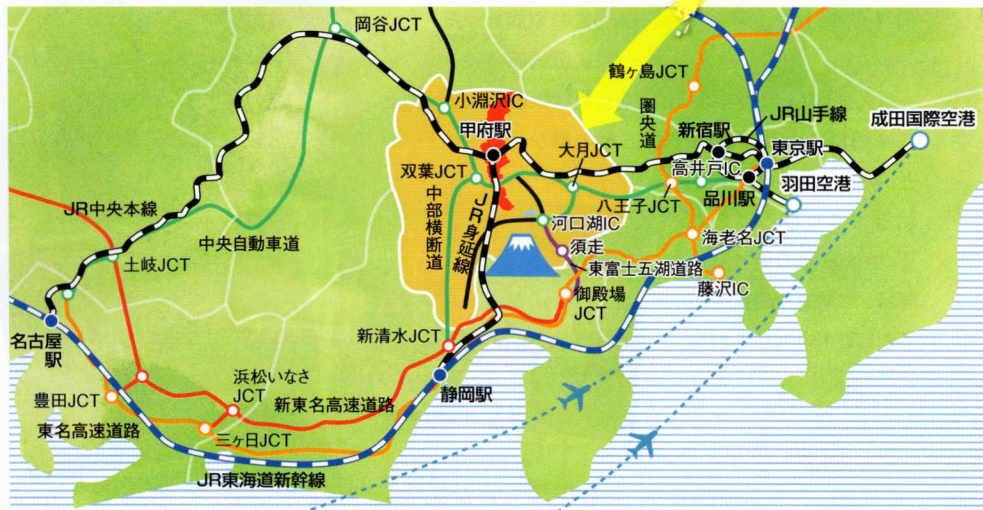 岡谷JCT
鶴ヶ島JCT
小淵沢IC
圏央道
JR山手線
成田国際空港
甲府駅
新宿駅
大月JCT
東京駅
双葉JCT
高井戸IC
羽田空港
品川駅
八王子JCT
中部横断道
JR身延線
JR中央本線
河口湖IC
中央自動車道
須走
海老名JCT
土岐JCT
東富士五湖道路
藤沢IC
御殿場
JCT
新清水JCT
名古屋
駅
浜松いなさ
JCT
静岡駅
豊田JCT
新東名高速道路
東名高速道路
三ヶ日JCT
JR東海道新幹線